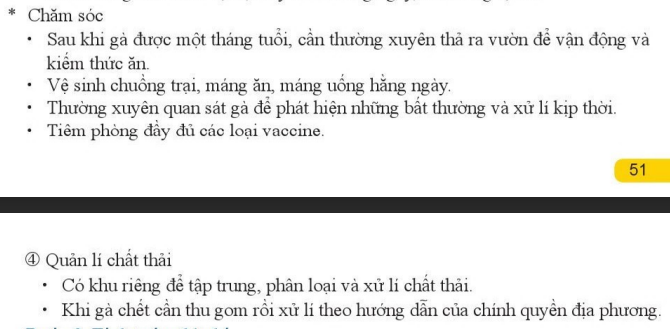 * Chăm sóc
• Sau khi gà được một tháng tuổi, cần thường xuyên thả ra vườn để vận động và
kiếm thức ăn.
• Vệ sinh chuồng trại, máng ăn, máng uống hằng ngày.
• Thường xuyên quan sát gà để phát hiện những bất thường và xử lí kịp thời.
• Tiêm phòng đầy đủ các loại vaccine.
51
④ Quản lí chất thải
• Có khu riêng để tập trung, phân loại và xử lí chất thải.
• Khi gà chết cần thu gom rồi xử lí theo hướng dẫn của chính quyền địa phương.